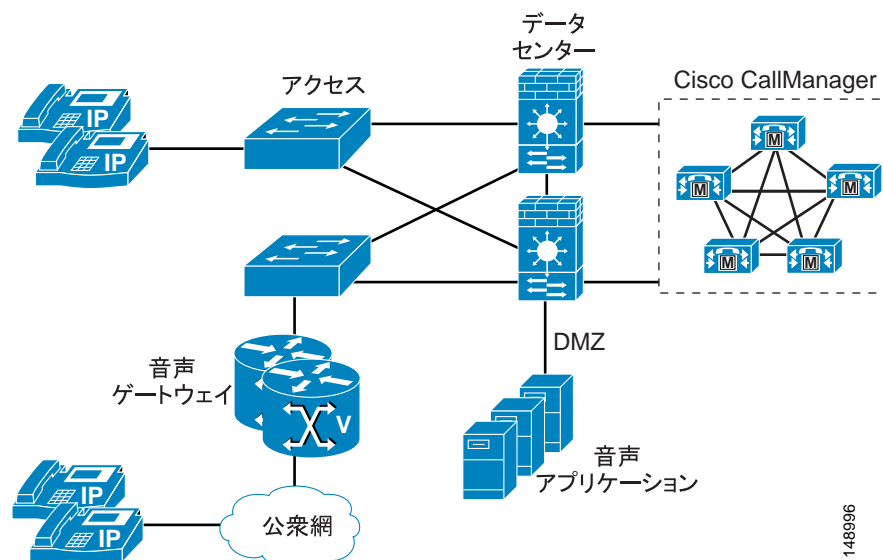 データ
センター
アクセス
Cisco CallManager
IP
IP
M
M
M
M
M
DMZ
音声
ゲートウェイ
V
音声
アプリケーション
IP
IP
公衆網
148996